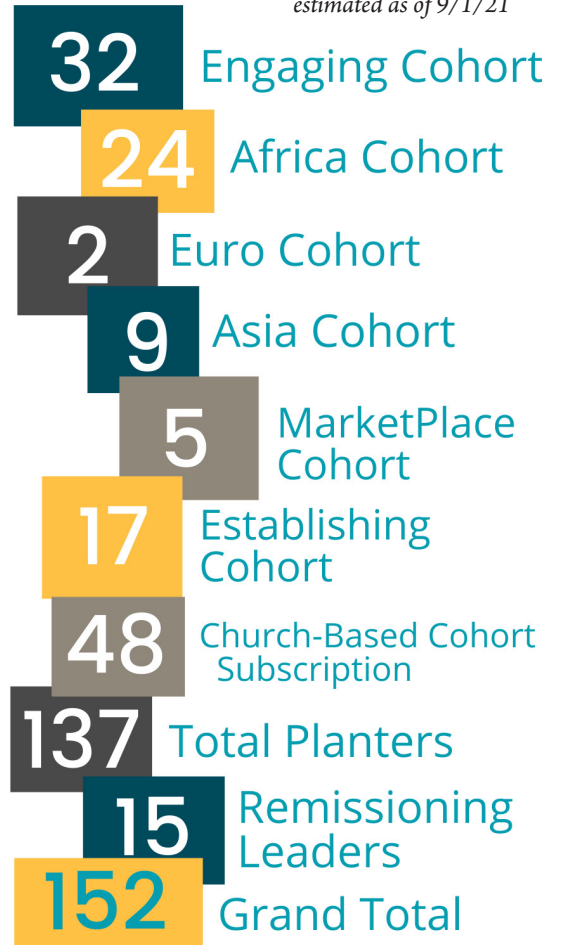 estimated as of 9/1/21
32 Engaging Cohort
24 Africa Cohort
2 Euro Cohort
9 Asia Cohort
5 MarketPlace
Cohort
17 Establishing
Cohort
48 Church-Based Cohort
Subscription
137 Total Planters
15 Remissioning
Leaders
152 Grand Total